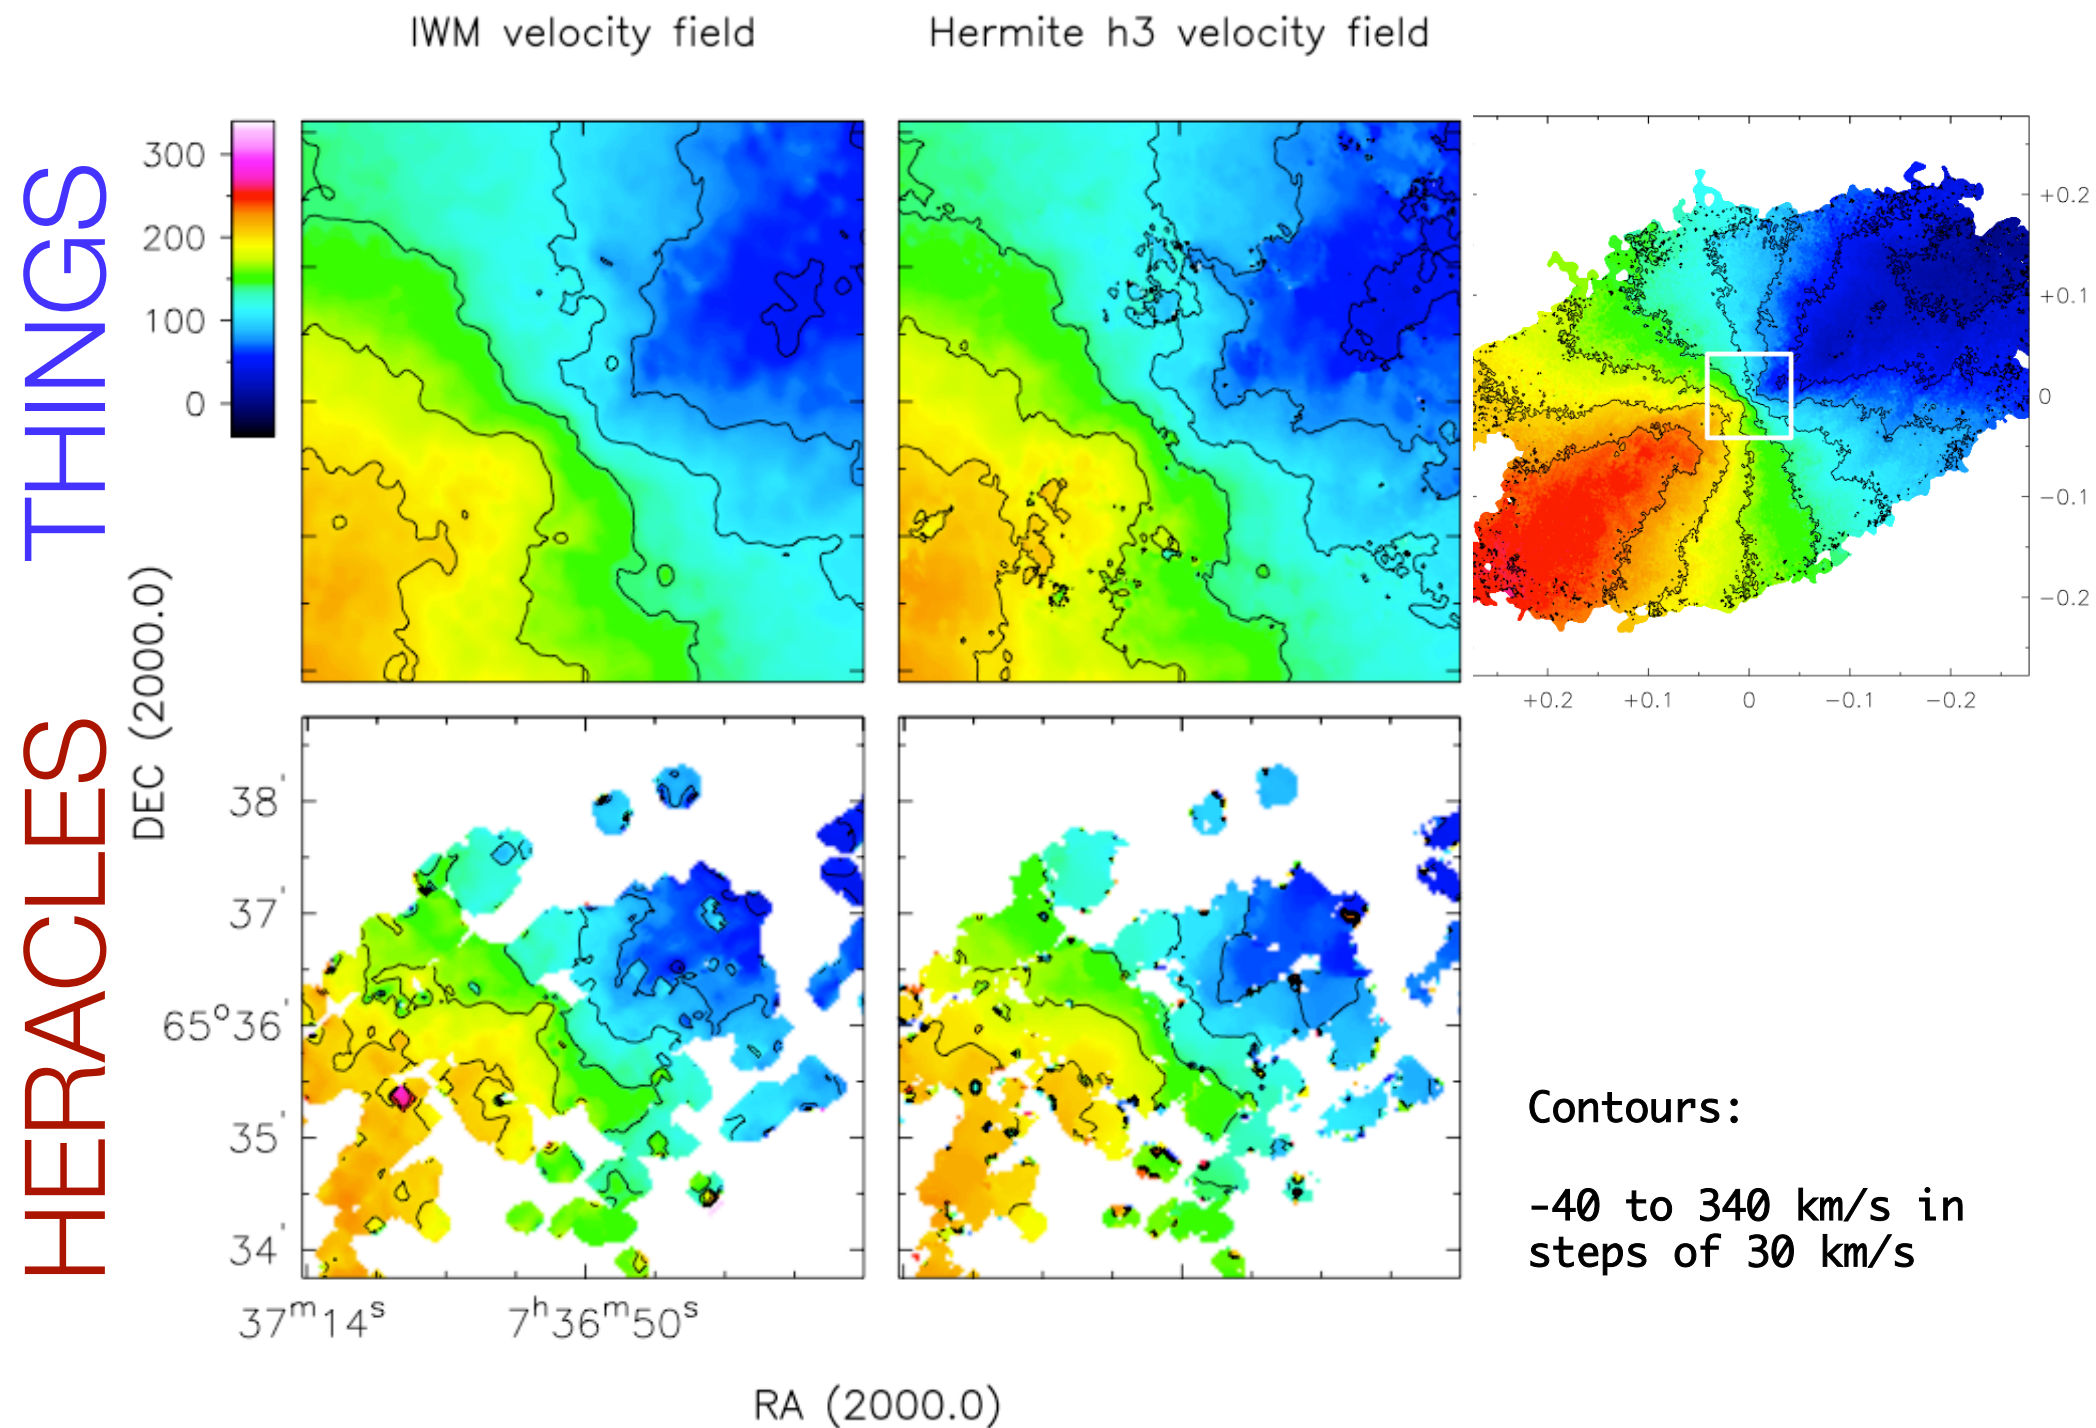 IWM velocity field
Hermite h3 velocity field
THINGS
HERACLES
300
200
100
0
DEC (2000.0)
+0.2
+0.1
0
−0.1
−0.2
+0.2
+0.1
0
−0.1
−0.2
38'
37'
65°36'
35'
34'
37ᵐ14ˢ
7ʰ36ᵐ50ˢ
RA (2000.0)
Contours:
-40 to 340 km/s in
steps of 30 km/s